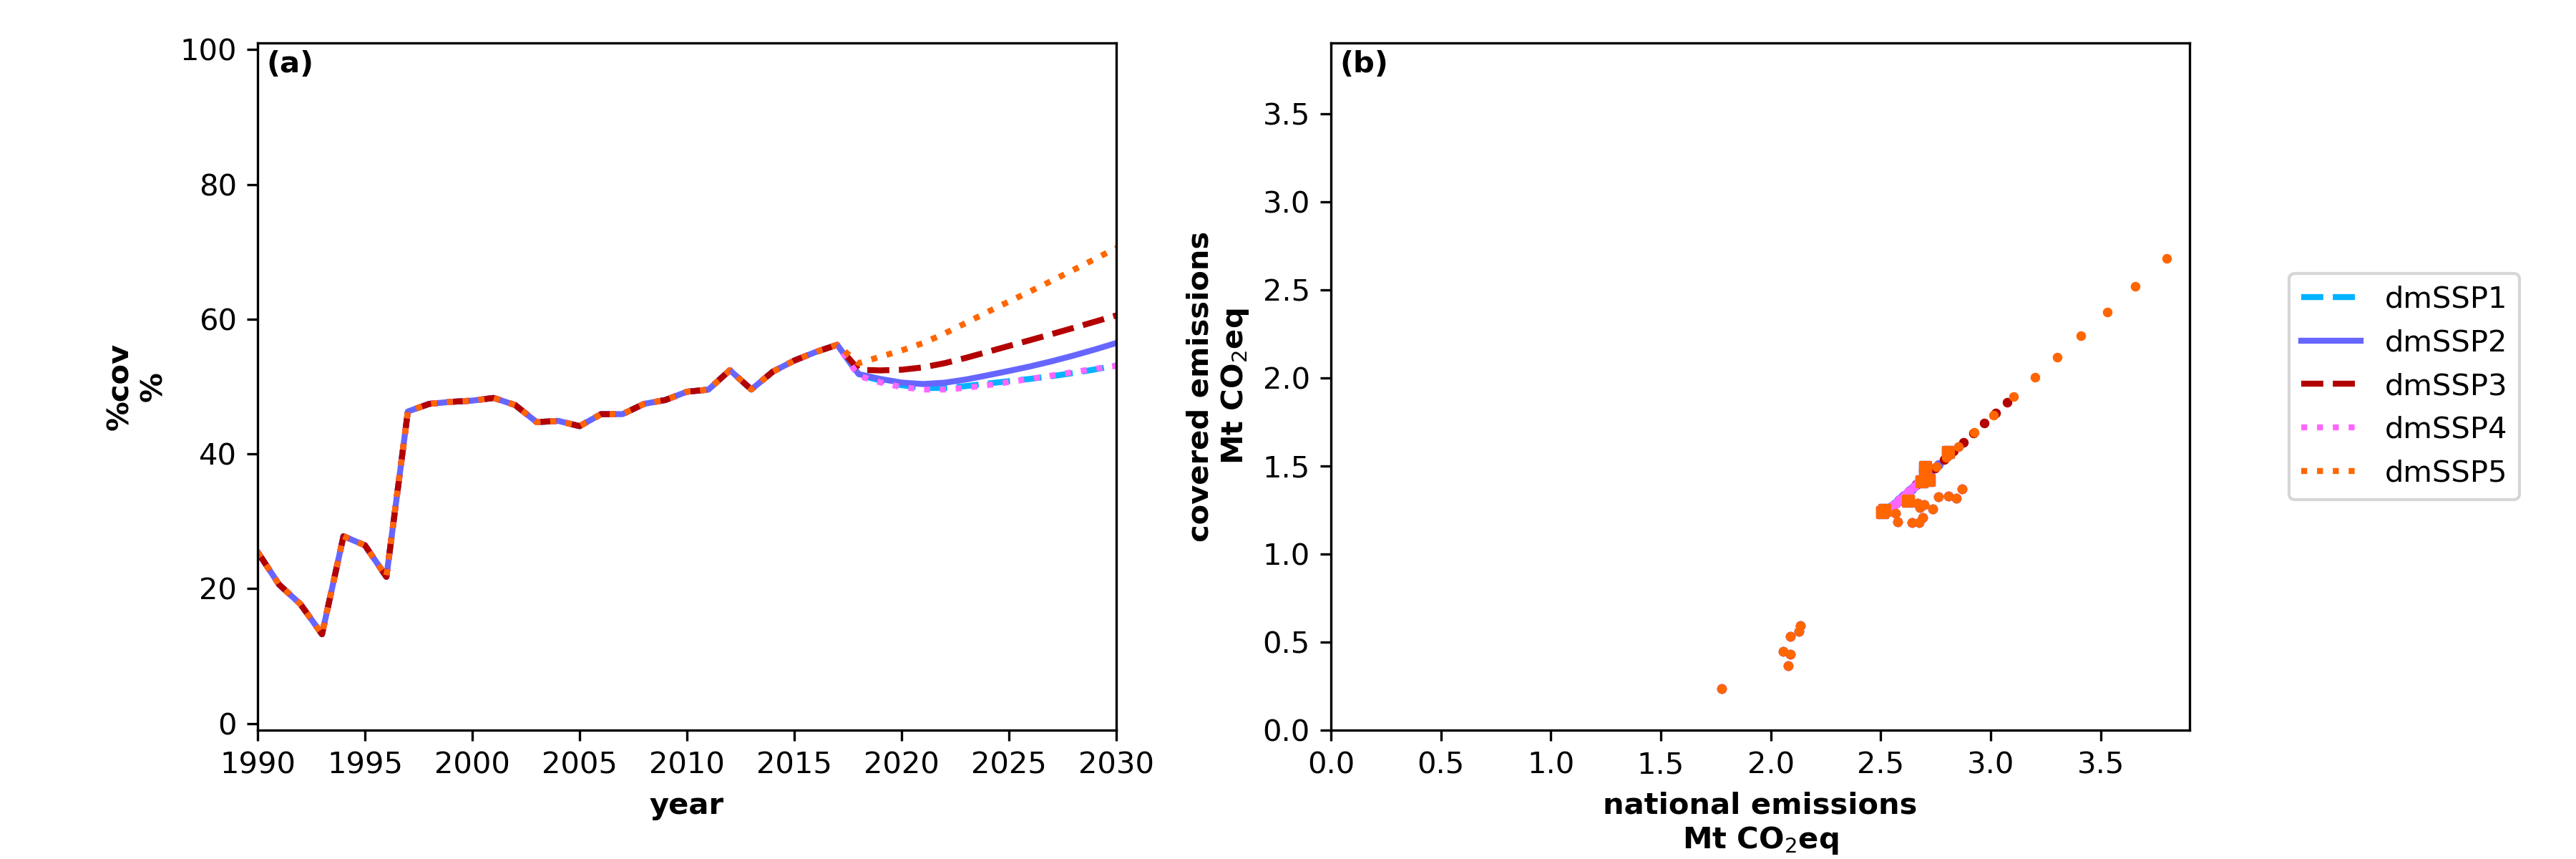 (a)
100
80
60
40
20
0
%cov
%
1990 1995 2000 2005 2010 2015 2020 2025 2030
year
(b)
3.5
3.0
2.5
2.0
1.5
1.0
0.5
0.0
covered emissions
Mt CO₂eq
0.0 0.5 1.0 1.5 2.0 2.5 3.0 3.5
national emissions
Mt CO₂eq
dmSSP1
dmSSP2
dmSSP3
dmSSP4
dmSSP5